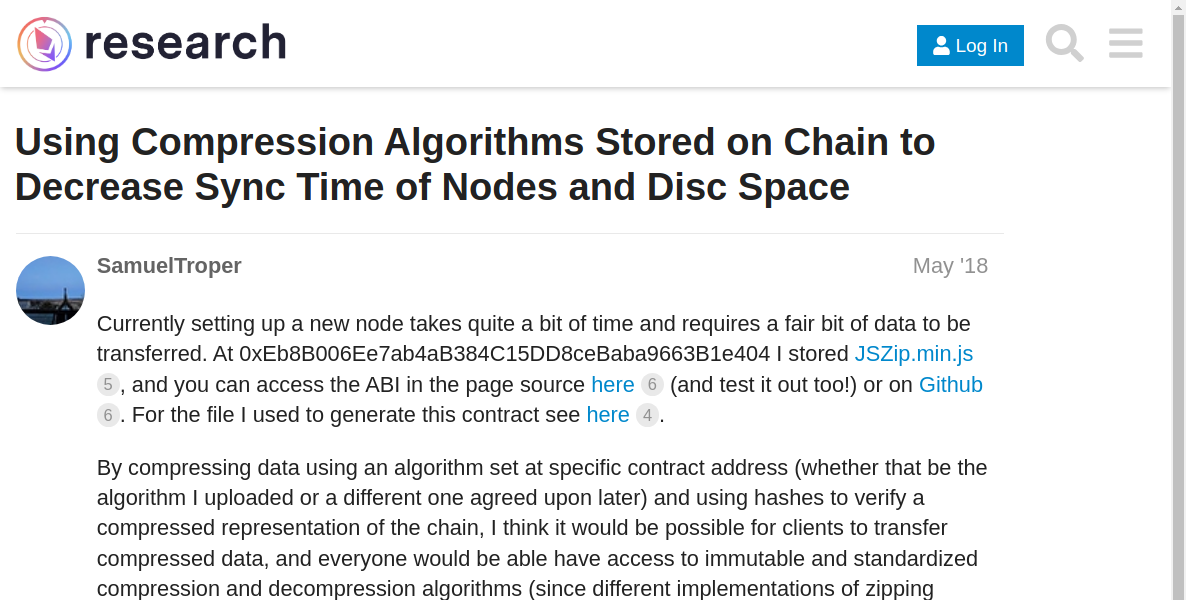 research
Log In
Using Compression Algorithms Stored on Chain to
Decrease Sync Time of Nodes and Disc Space
SamuelTroper
May '18
Currently setting up a new node takes quite a bit of time and requires a fair bit of data to be
transferred. At 0xEb8B006Ee7ab4aB384C15DD8ceBaba9663B1e404 I stored JSZip.min.js
5 , and you can access the ABI in the page source here 6 (and test it out too!) or on Github
6 . For the file I used to generate this contract see here 4 .
By compressing data using an algorithm set at specific contract address (whether that be the
algorithm I uploaded or a different one agreed upon later) and using hashes to verify a
compressed representation of the chain, I think it would be possible for clients to transfer
compressed data, and everyone would be able have access to immutable and standardized
compression and decompression algorithms (since different implementations of zipping